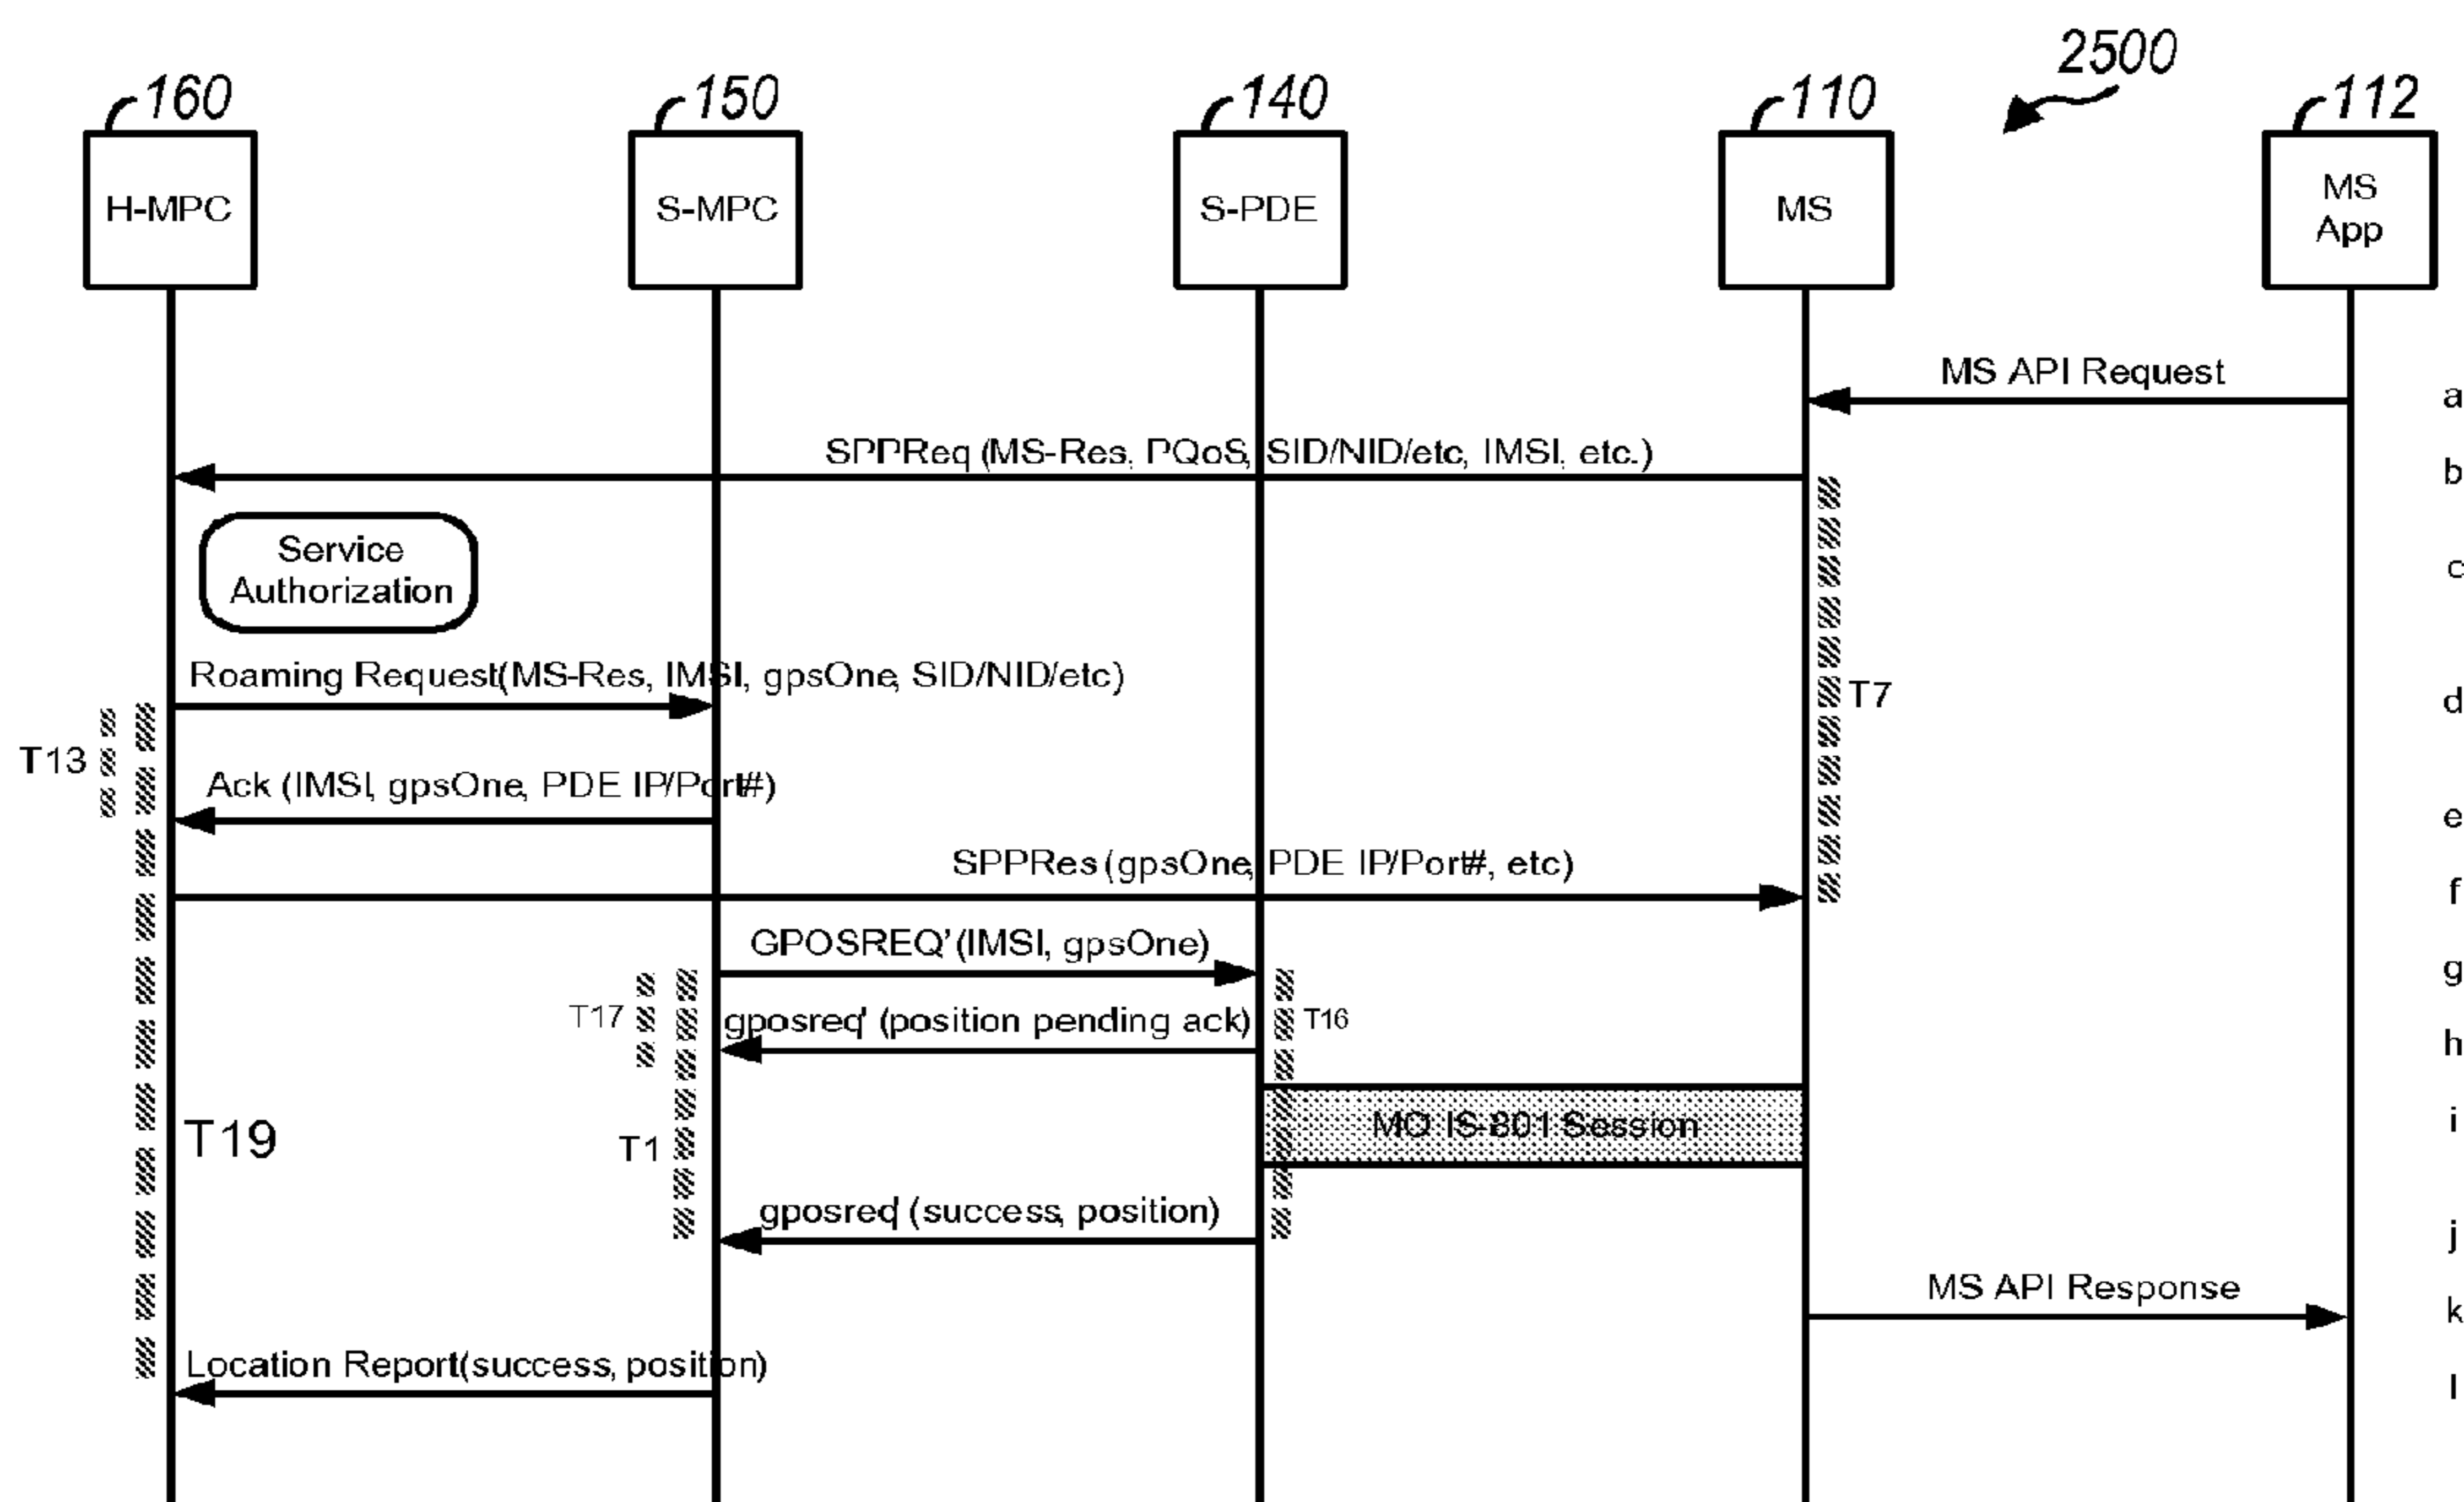 2500
160
150
140
110
112
H-MPC
S-MPC
S-PDE
MS
MS
App
MS API Request
a
SPPReq (MS-Res, PQoS, SID/NID/etc, IMSI, etc.)
b
Service
Authorization
c
Roaming Request(MS-Res, IMSI, gpsOne, SID/NID/etc)
T7
d
T13
Ack (IMSI, gpsOne, PDE IP/Port#)
e
SPPRes (gpsOne, PDE IP/Port#, etc)
f
GPOSREQ' (IMSI, gpsOne)
g
T17
gposreq' (position pending ack)
T16
h
T19
T1
MO IS-801 Session
i
gposreq' (success, position)
j
MS API Response
k
Location Report(success, position)
l